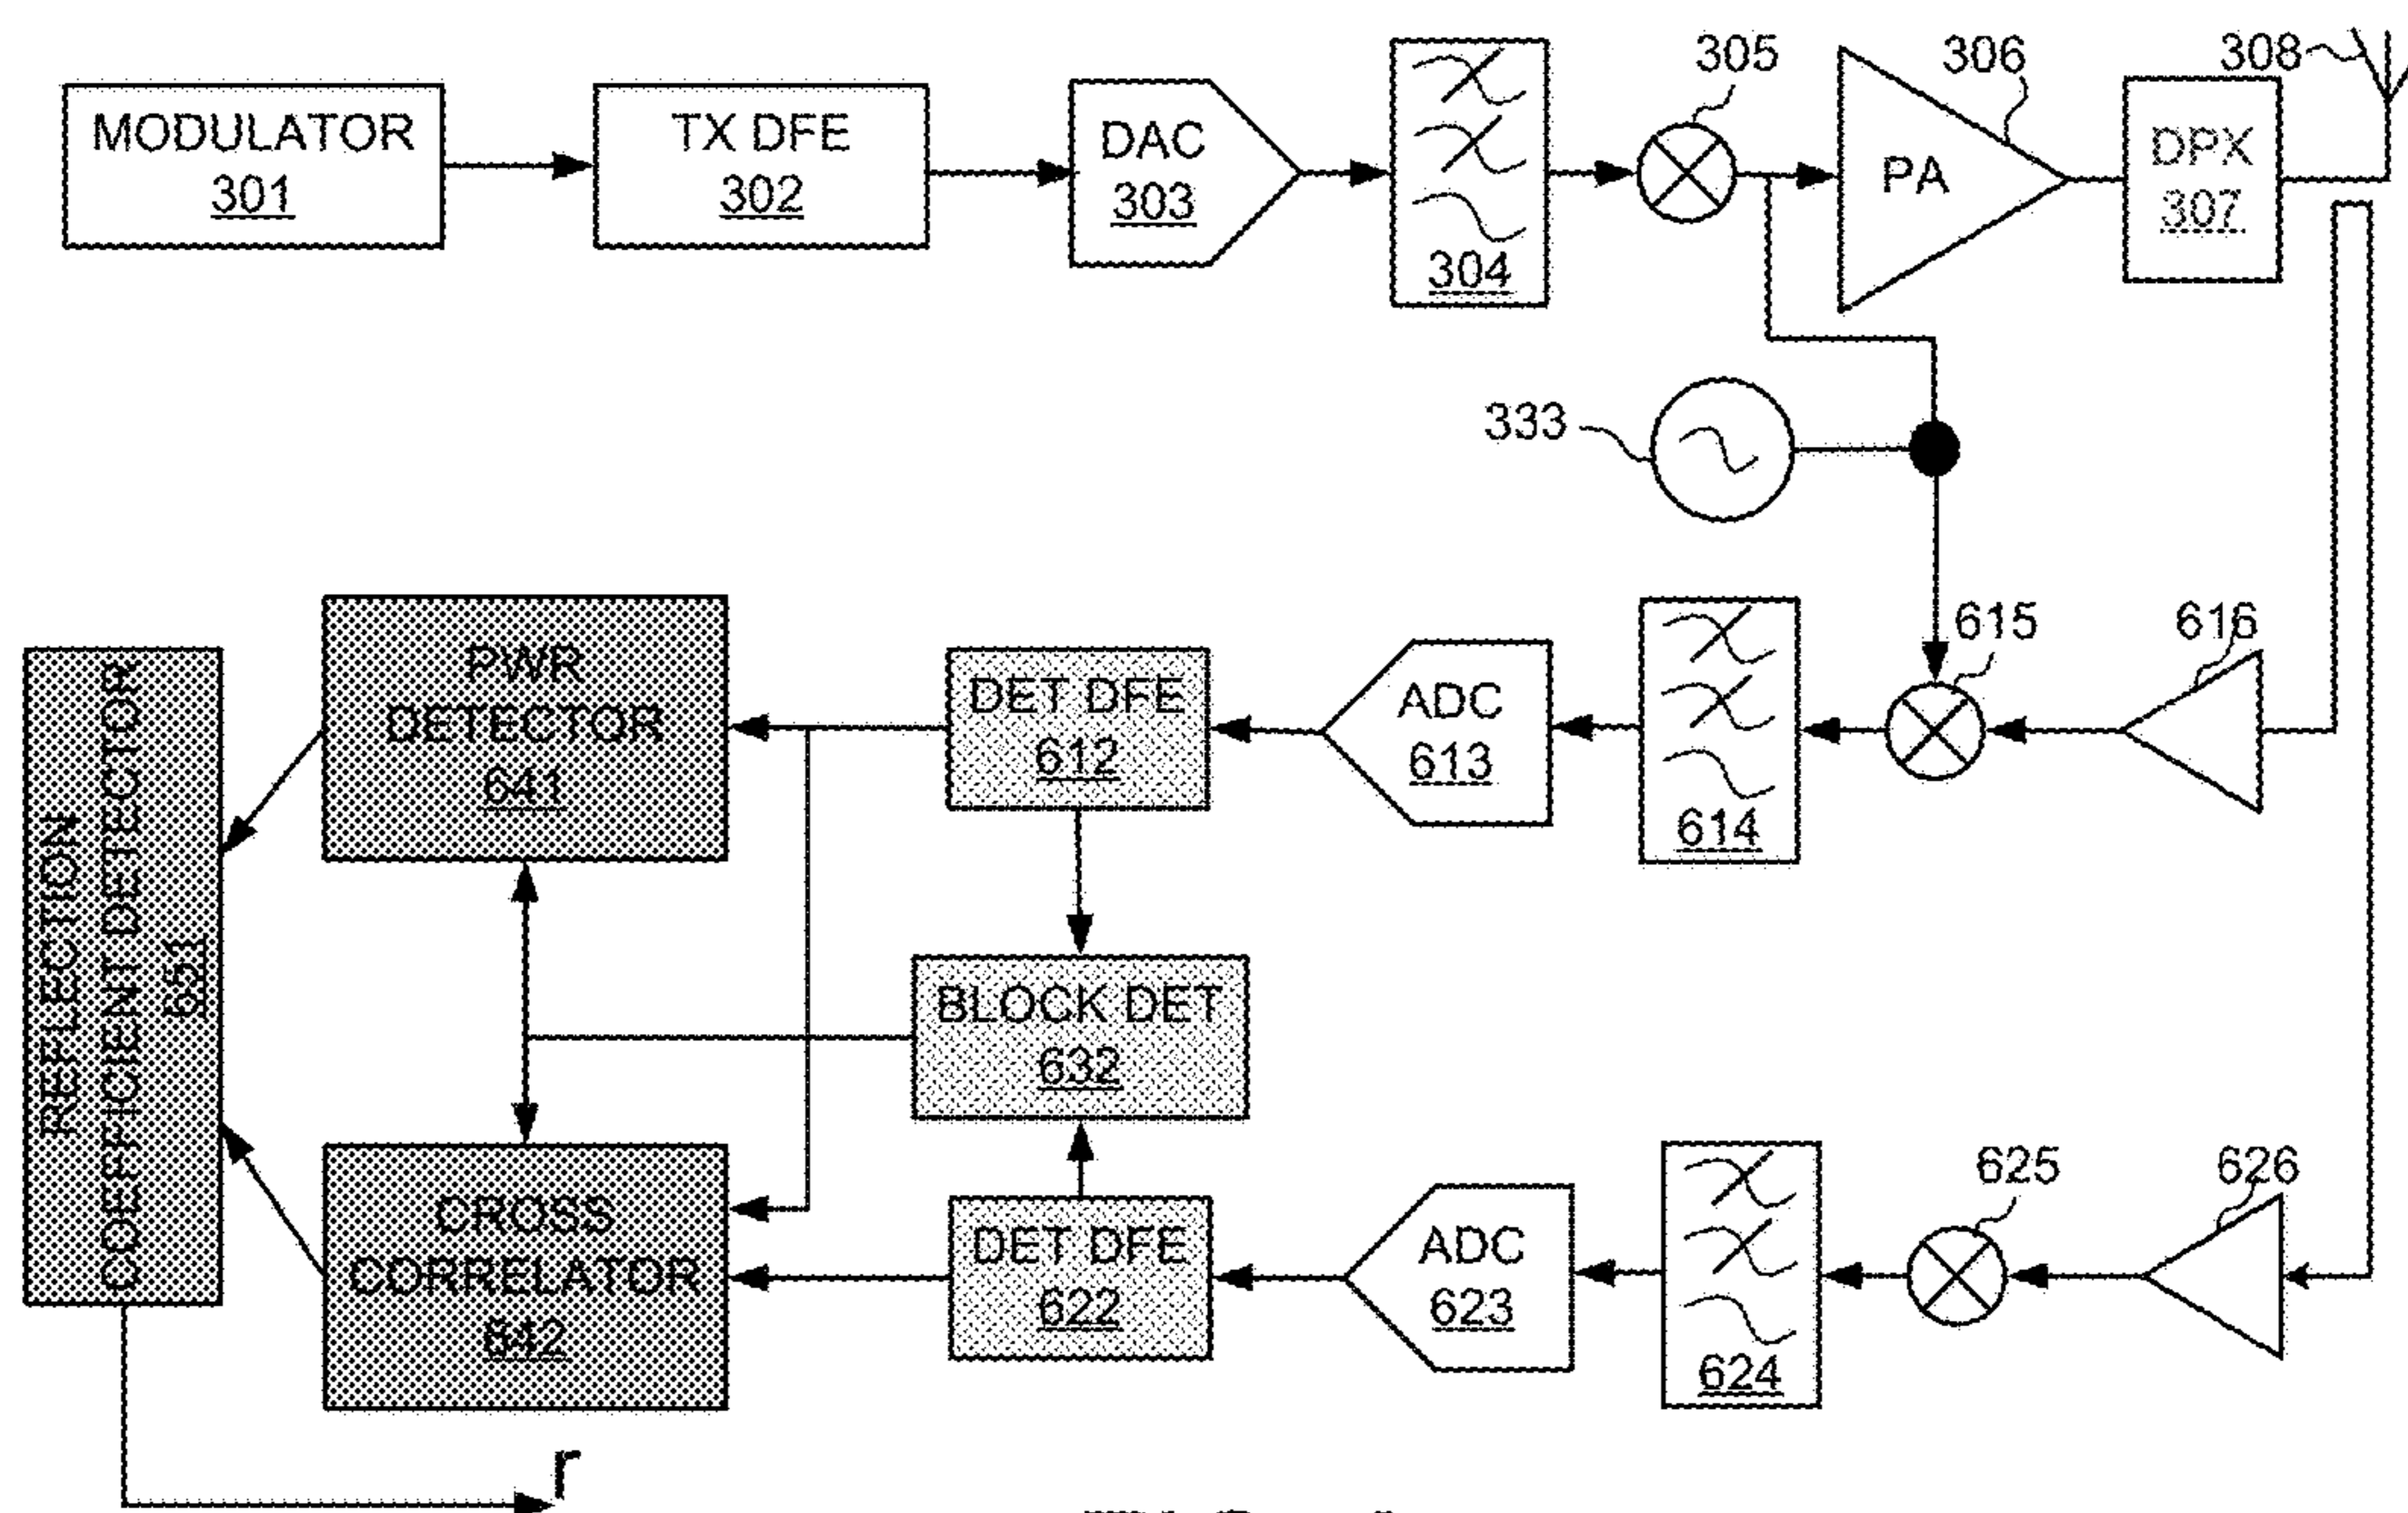 MODULATOR
301
TX DFE
302
DAC
303
304
305
306
PA
DPX
307
308
333
REFLECTION
COEFFICIENT DETECTOR
651
PWR
DETECTOR
641
DET DFE
612
ADC
613
614
615
616
BLOCK DET
632
CROSS
CORRELATOR
642
DET DFE
622
ADC
623
624
625
626
r